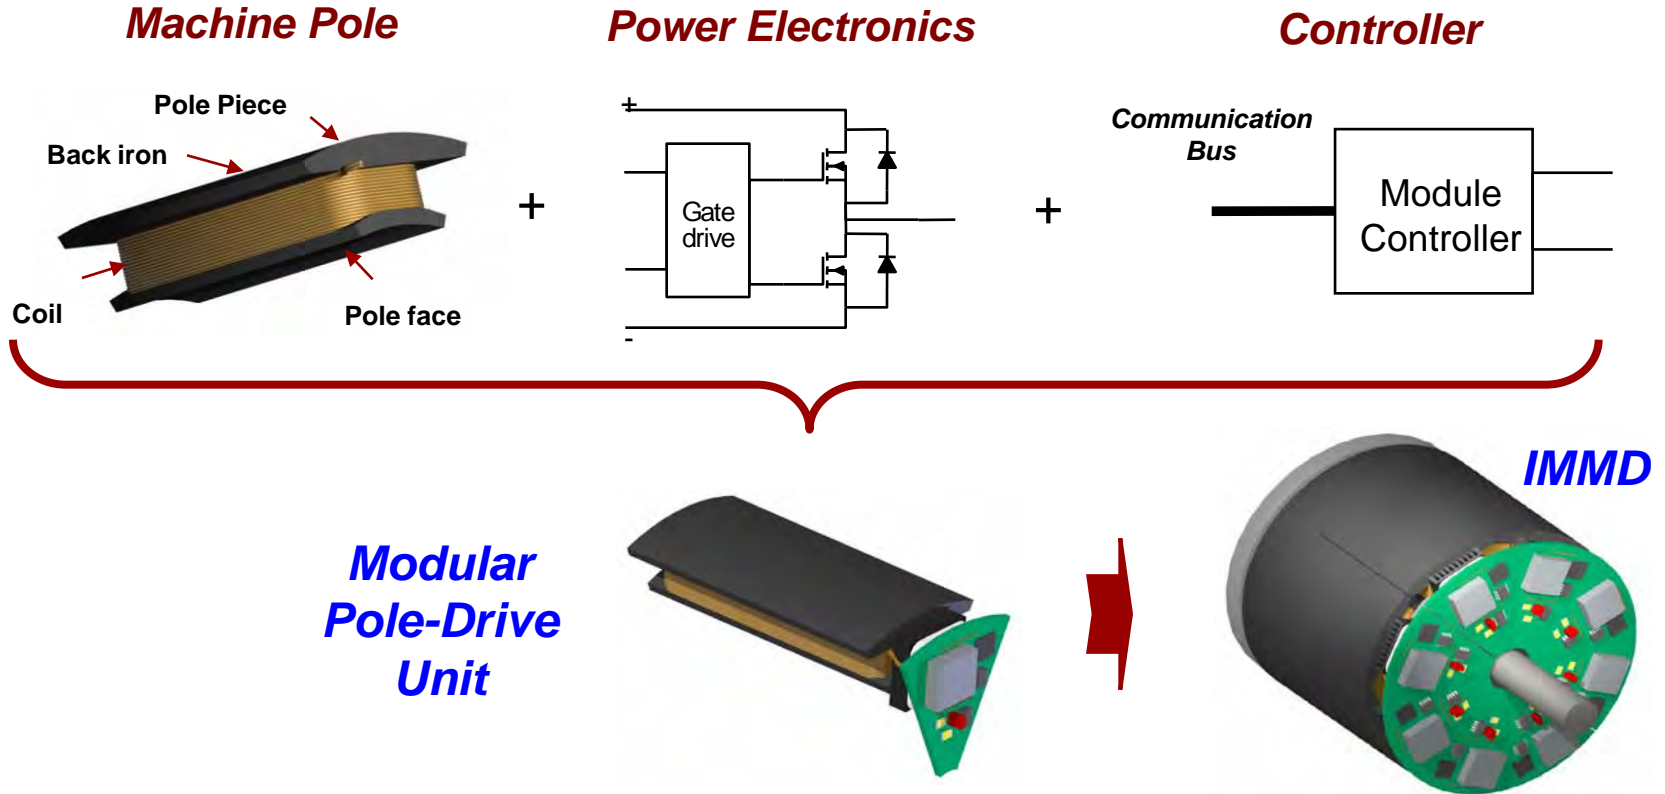 Machine Pole
Power Electronics
Controller
Pole Piece
Back iron
Coil
Pole face
+
+
Gate
drive
-
+
Communication
Bus
Module
Controller
Modular
Pole-Drive
Unit
IMMD